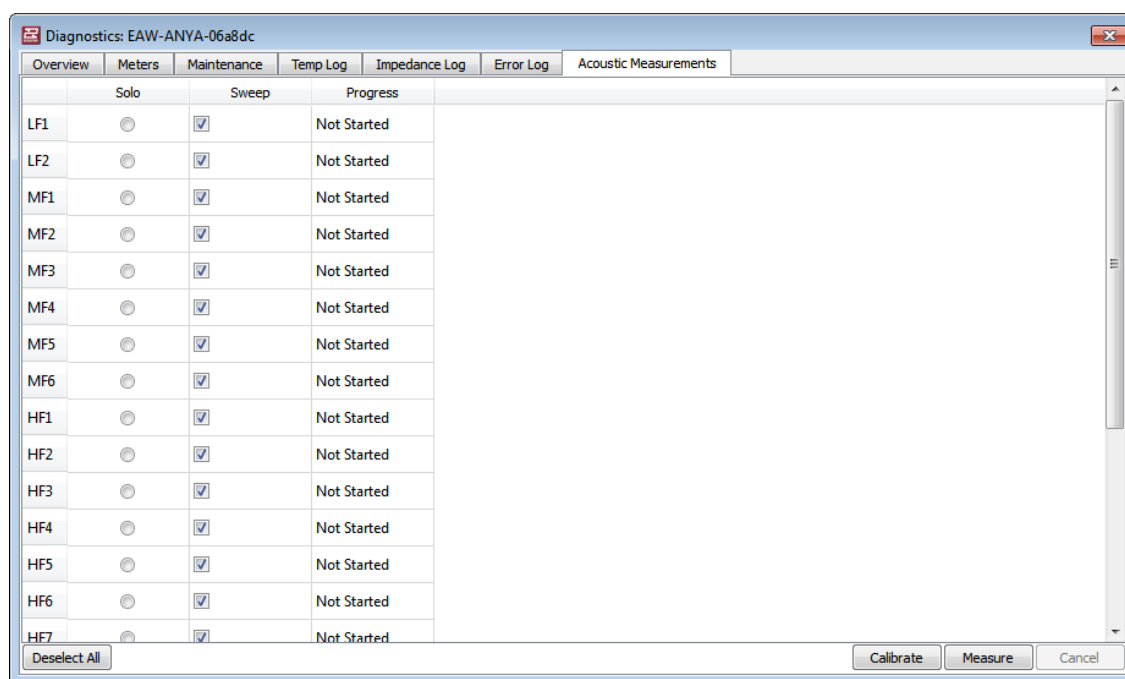 Diagnostics: EAW-ANYA-06a8dc
Overview Meters Maintenance Temp Log Impedance Log Error Log Acoustic Measurements
Solo Sweep Progress
LF1 Not Started
LF2 Not Started
MF1 Not Started
MF2 Not Started
MF3 Not Started
MF4 Not Started
MF5 Not Started
MF6 Not Started
HF1 Not Started
HF2 Not Started
HF3 Not Started
HF4 Not Started
HF5 Not Started
HF6 Not Started
HF7 Not Started
Deselect All Calibrate Measure Cancel